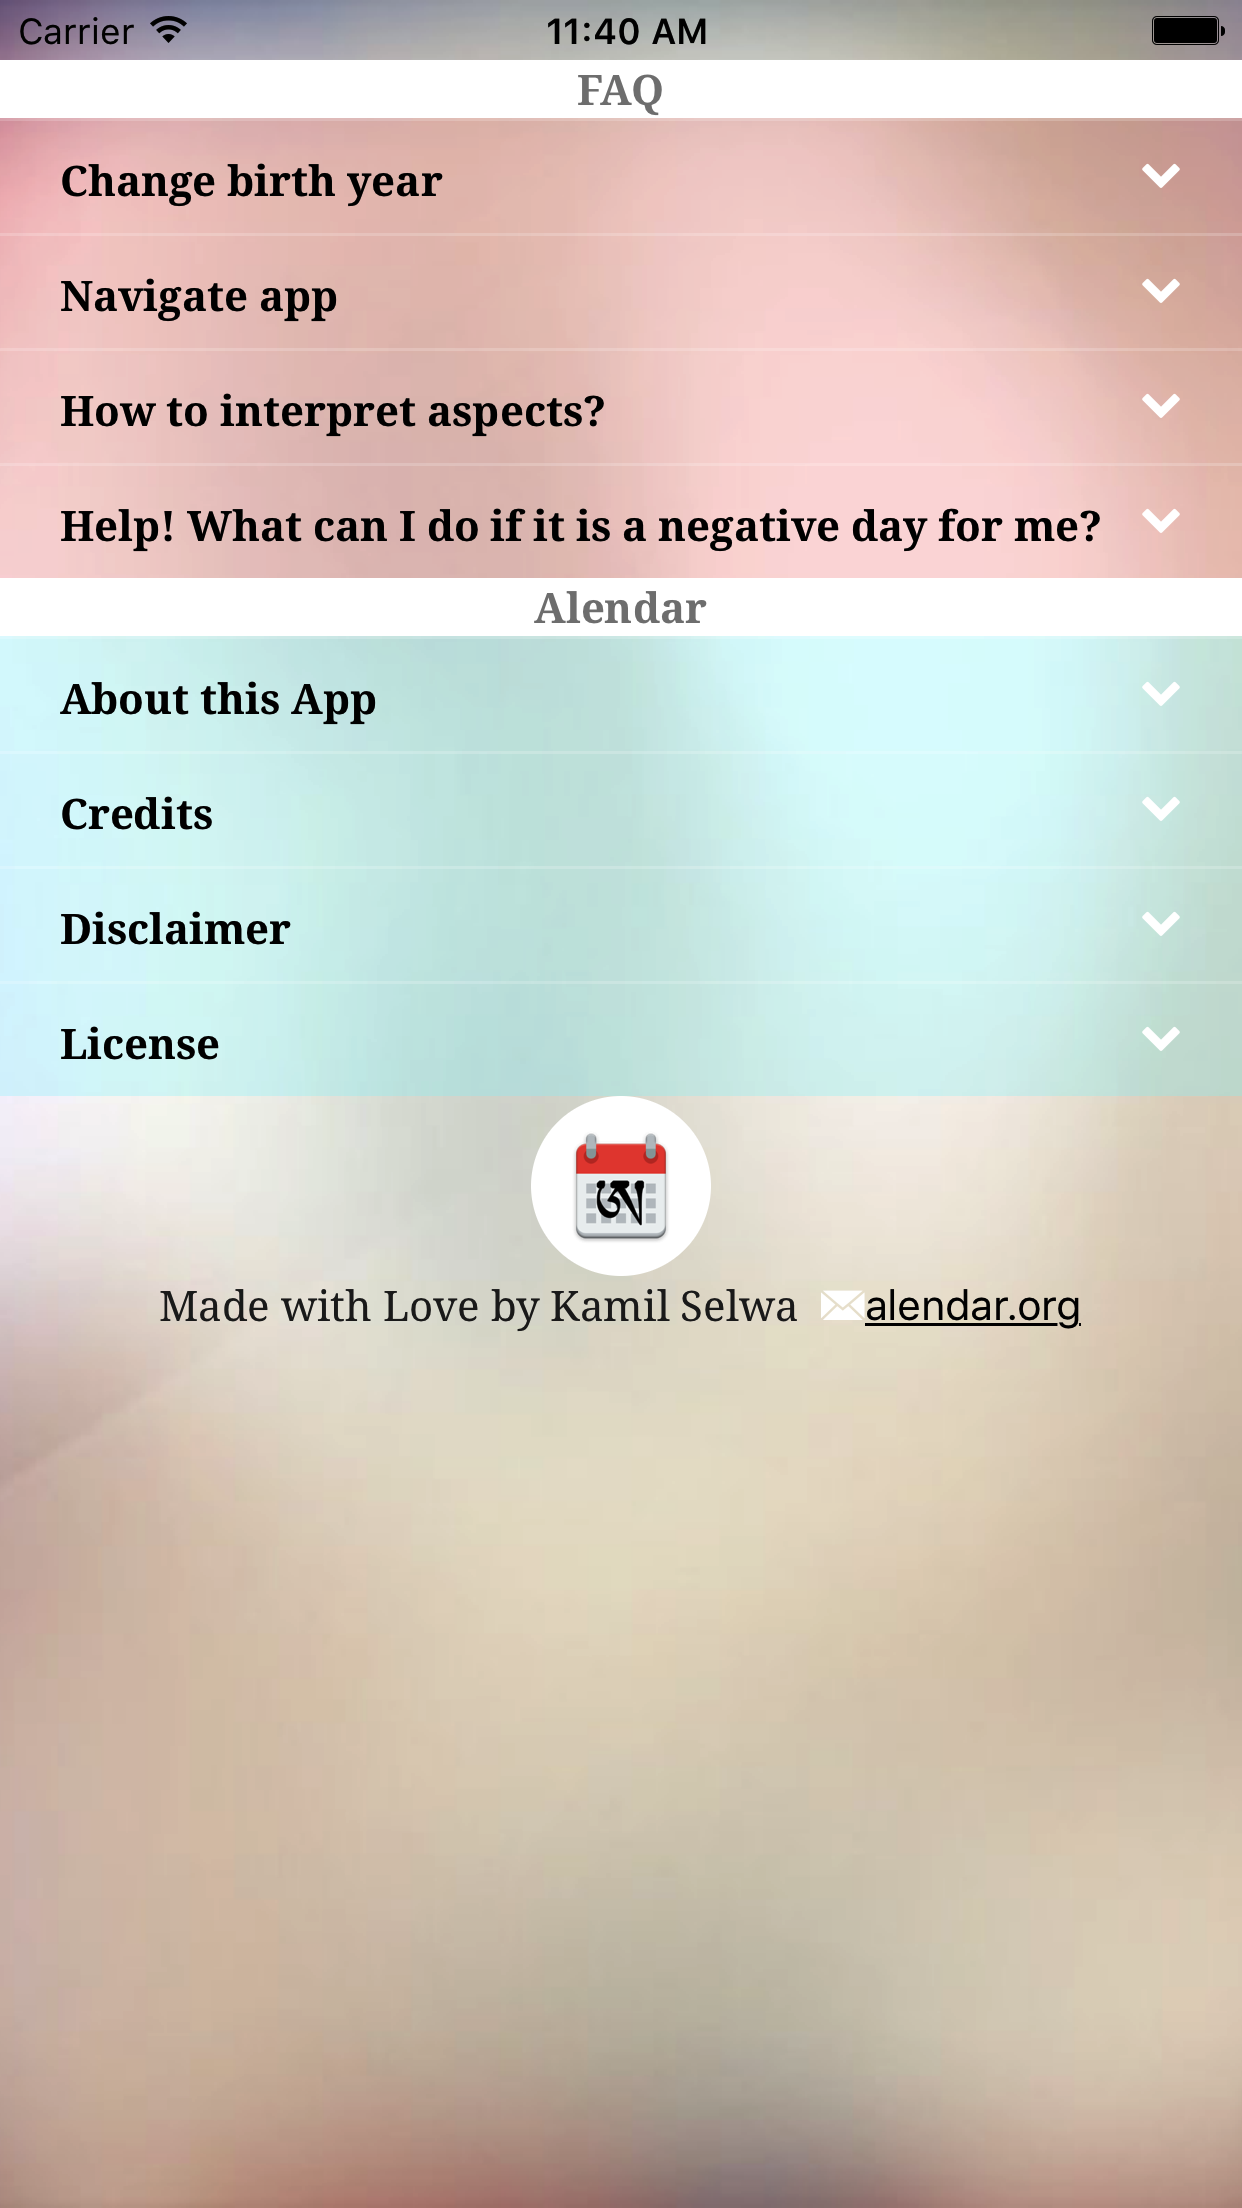 Carrier 11:40 AM
FAQ
Change birth year
Navigate app
How to interpret aspects?
Help! What can I do if it is a negative day for me?
Alendar
About this App
Credits
Disclaimer
License
ཨ
Made with Love by Kamil Selwa alendar.org